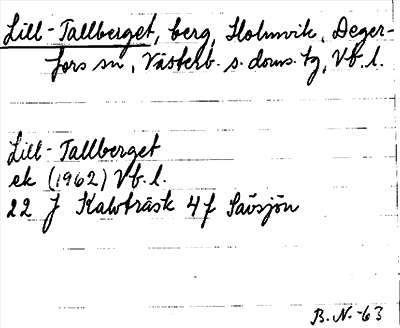 Lill-Tallberget, berg, Holmvik, Deger-
fors sn, Västerb. s. doms. tg, Vb. l.
Lill-Tallberget
ek (1962) Vb. l.
22 J Kalvträsk 4f Sävsjön
B. N. -63